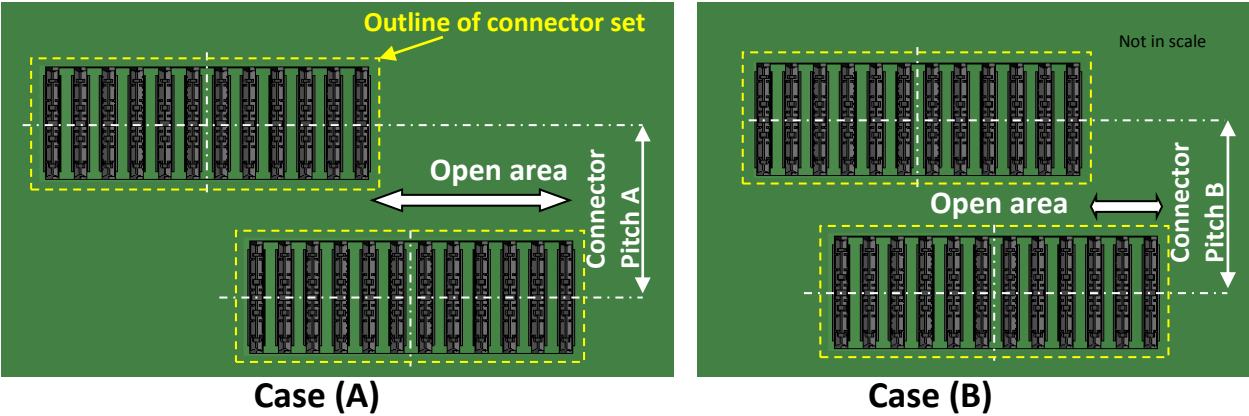 Outline of connector set
Open area
Connector
Pitch A
Case (A)
Not in scale
Open area
Connector
Pitch B
Case (B)